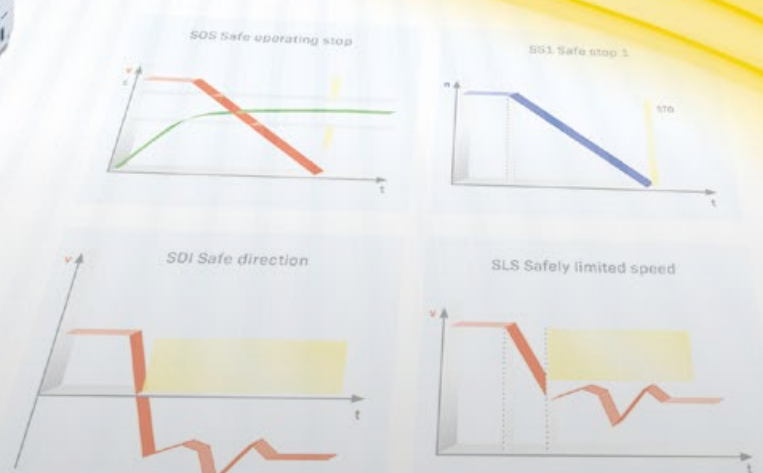 SOS Safe operating stop
v
s
t
SS1 Safe stop 1
n
STO
t
SDI Safe direction
v
t
SLS Safely limited speed
v
t